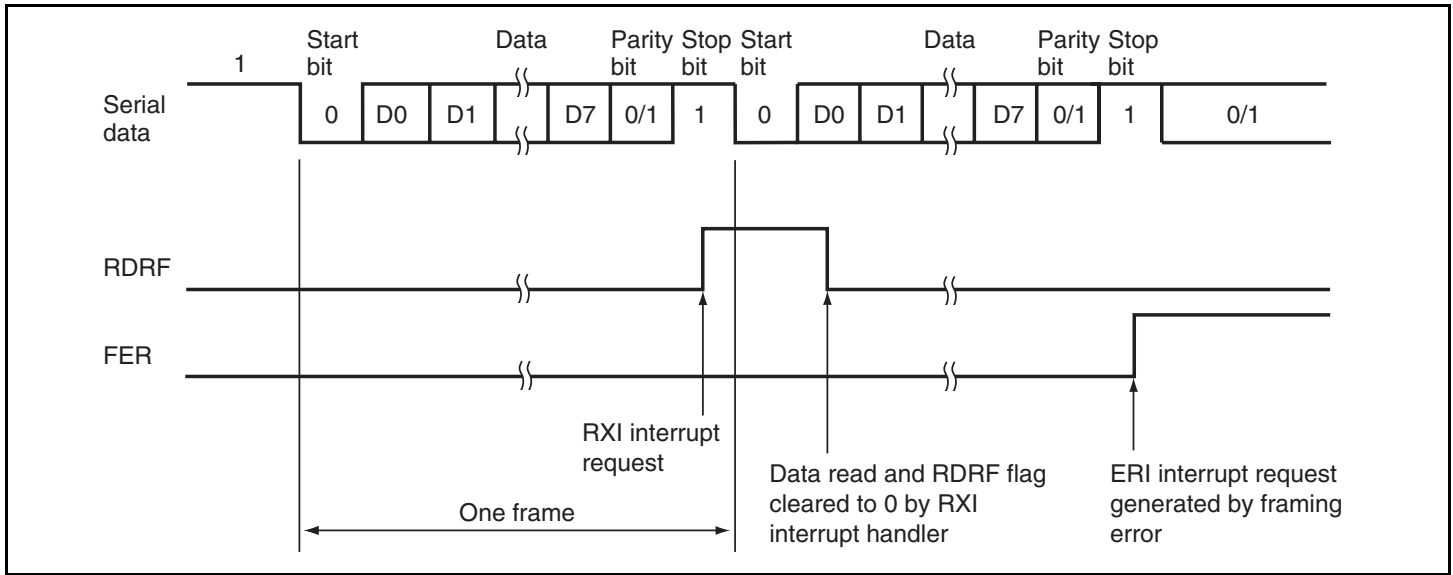 Start bit
Data
Parity bit
Stop bit
Start bit
Data
Parity bit
Stop bit
1
Serial data
0 D0 D1 D7 0/1 1 0 D0 D1 D7 0/1 1 0/1
RDRF
FER
RXI interrupt
request
Data read and RDRF flag
cleared to 0 by RXI
interrupt handler
ERI interrupt request
generated by framing
error
One frame